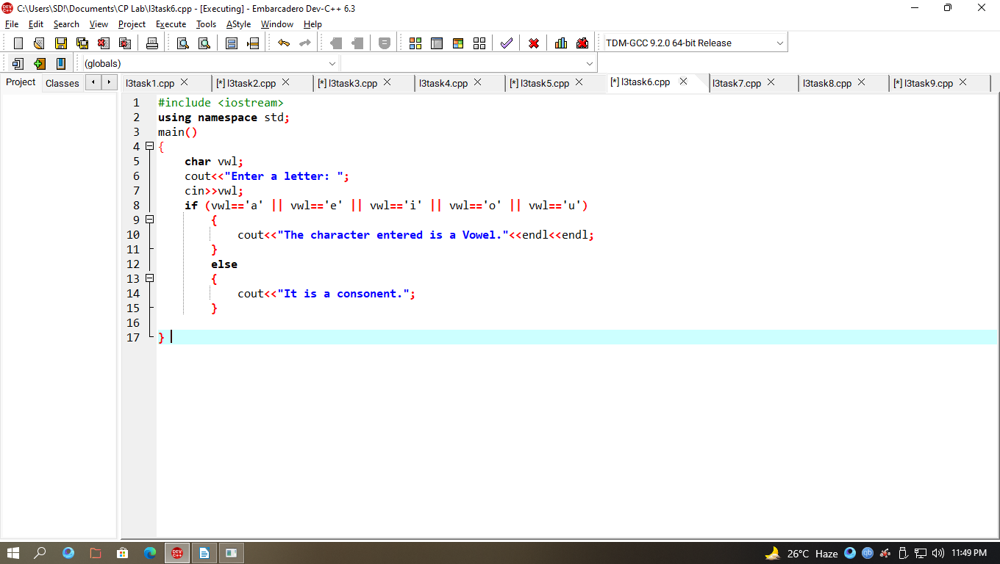 C:\Users\SD!\Documents\CP Lab\l3task6.cpp - [Executing] - Embarcadero Dev-C++ 6.3
File Edit Search View Project Execute Tools AStyle Window Help
TDM-GCC 9.2.0 64-bit Release
(globals)
Project Classes l3task1.cpp [*] l3task2.cpp [*] l3task3.cpp l3task4.cpp [*] l3task5.cpp [*] l3task6.cpp l3task7.cpp l3task8.cpp [*] l3task9.cpp
1 #include <iostream>
2 using namespace std;
3 main()
4 {
5 char vwl;
6 cout<<"Enter a letter: ";
7 cin>>vwl;
8 if (vwl=='a' || vwl=='e' || vwl=='i' || vwl=='o' || vwl=='u')
9 {
10 cout<<"The character entered is a Vowel."<<endl<<endl;
11 }
12 else
13 {
14 cout<<"It is a consonent.";
15 }
16
17 }
26°C Haze 11:49 PM